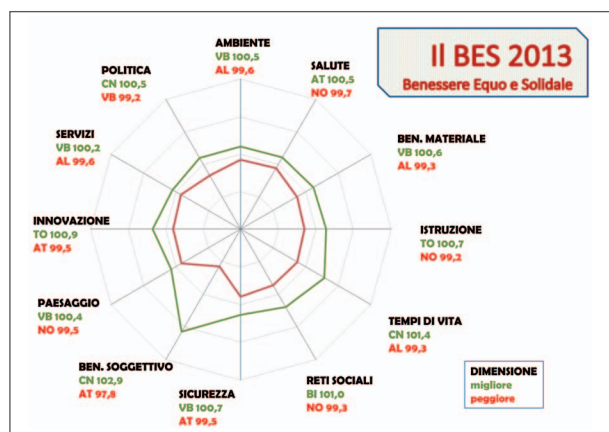 Il BES 2013
Benessere Equo e Solidale
AMBIENTE
VB 100,5
AL 99,6
SALUTE
AT 100,5
NO 99,7
BEN. MATERIALE
VB 100,6
AL 99,3
ISTRUZIONE
TO 100,7
NO 99,2
TEMPI DI VITA
CN 101,4
AL 99,3
RETI SOCIALI
BI 101,0
NO 99,3
SICUREZZA
VB 100,7
AT 99,5
BEN. SOGGETTIVO
CN 102,9
AT 97,8
PAESAGGIO
VB 100,4
NO 99,5
INNOVAZIONE
TO 100,9
AT 99,5
SERVIZI
VB 100,2
AL 99,6
POLITICA
CN 100,5
VB 99,2
DIMENSIONE
migliore
peggiore